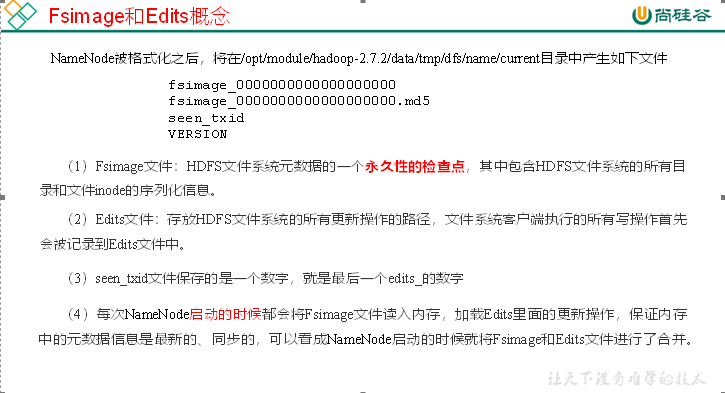 Fsimage和Edits概念
尚硅谷
NameNode被格式化之后，将在/opt/module/hadoop-2.7.2/data/tmp/dfs/name/current目录中产生如下文件
fsimage_0000000000000000000
fsimage_0000000000000000000.md5
seen_txid
VERSION
（1）Fsimage文件：HDFS文件系统元数据的一个永久性的检查点，其中包含HDFS文件系统的所有目
录和文件inode的序列化信息。
（2）Edits文件：存放HDFS文件系统的所有更新操作的路径，文件系统客户端执行的所有写操作首先
会被记录到Edits文件中。
（3）seen_txid文件保存的是一个数字，就是最后一个edits_的数字
（4）每次NameNode启动的时候都会将Fsimage文件读入内存，加载Edits里面的更新操作，保证内存
中的元数据信息是最新的、同步的，可以看成NameNode启动的时候就将Fsimage和Edits文件进行了合并。
让天下没有难学的技术